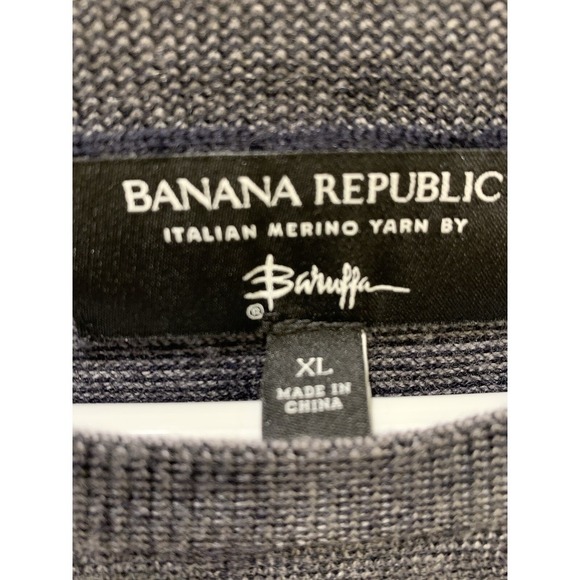 BANANA REPUBLIC
ITALIAN MERINO YARN BY
Baruffa
®
XL
MADE IN
CHINA